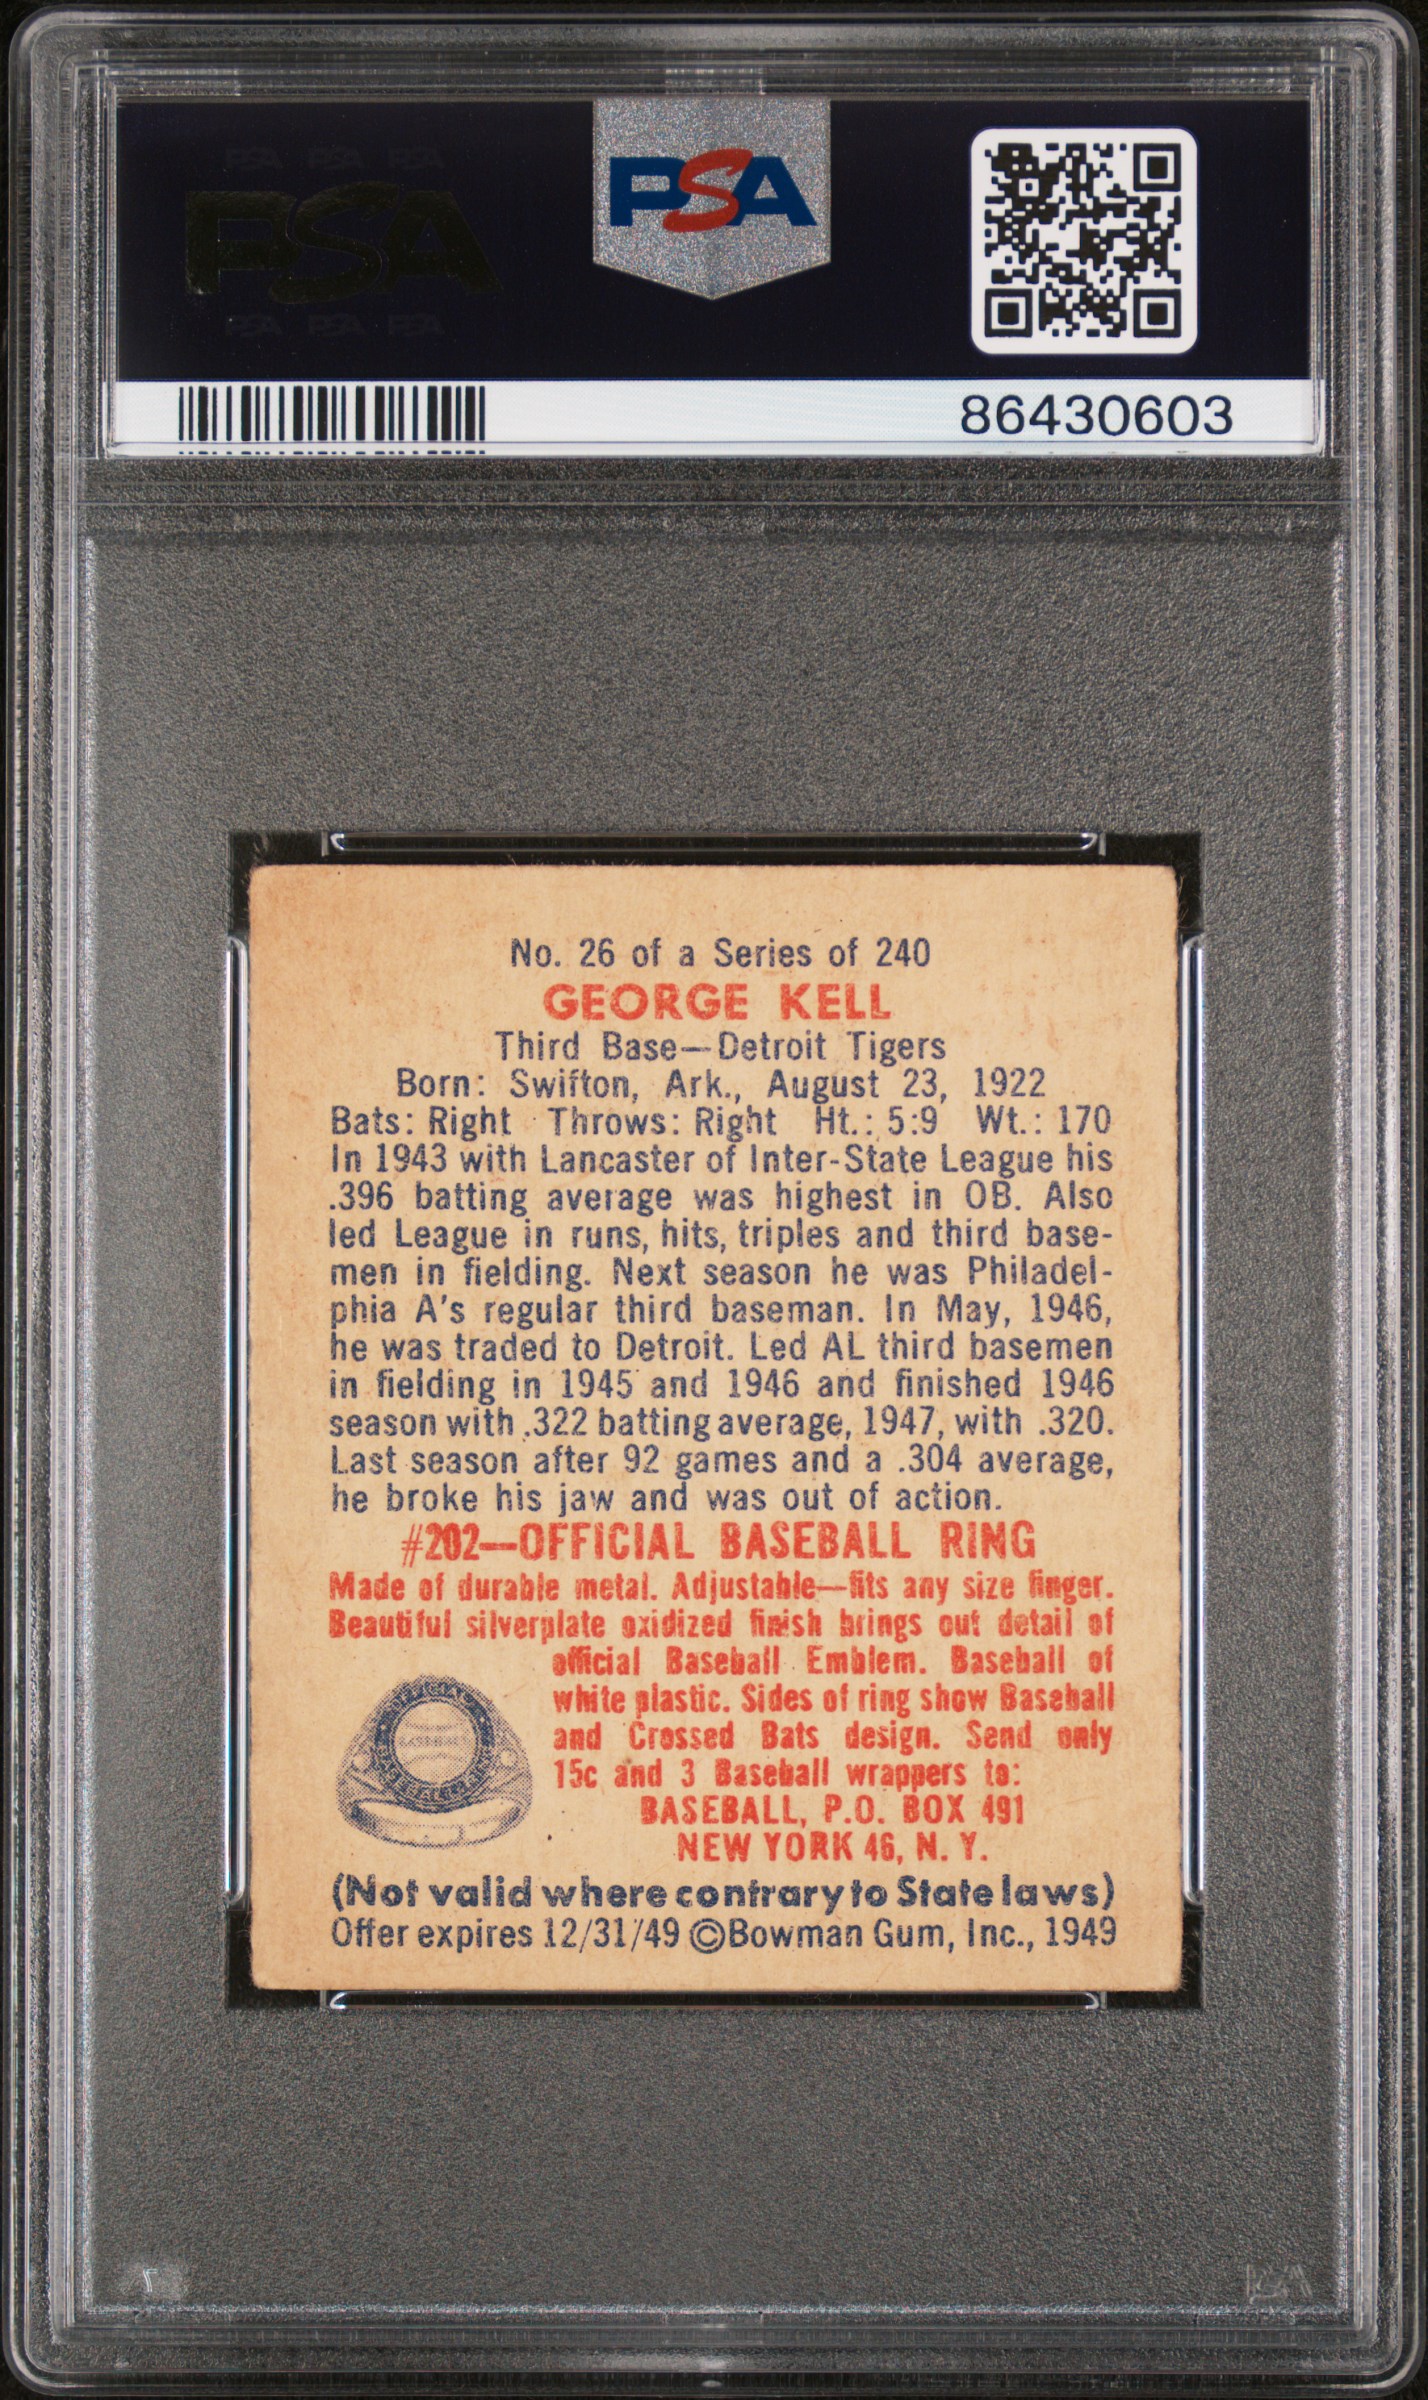 PSA PSA PSA
PSA
PSA PSA PSA
PSA
86430603
No. 26 of a Series of 240
GEORGE KELL
Third Base—Detroit Tigers
Born: Swifton, Ark., August 23, 1922
Bats: Right Throws: Right Ht.: 5:9 Wt.: 170
In 1943 with Lancaster of Inter-State League his
.396 batting average was highest in OB. Also
led League in runs, hits, triples and third base-
men in fielding. Next season he was Philadel-
phia A's regular third baseman. In May, 1946,
he was traded to Detroit. Led AL third basemen
in fielding in 1945 and 1946 and finished 1946
season with .322 batting average, 1947, with .320.
Last season after 92 games and a .304 average,
he broke his jaw and was out of action.
#202—OFFICIAL BASEBALL RING
Made of durable metal. Adjustable—fits any size finger.
Beautiful silverplate oxidized finish brings out detail of
official Baseball Emblem. Baseball of
white plastic. Sides of ring show Baseball
and Crossed Bats design. Send only
15c and 3 Baseball wrappers to:
BASEBALL, P.O. BOX 491
NEW YORK 46, N. Y.
(Not valid where contrary to State laws)
Offer expires 12/31/49 ©Bowman Gum, Inc., 1949
PSA